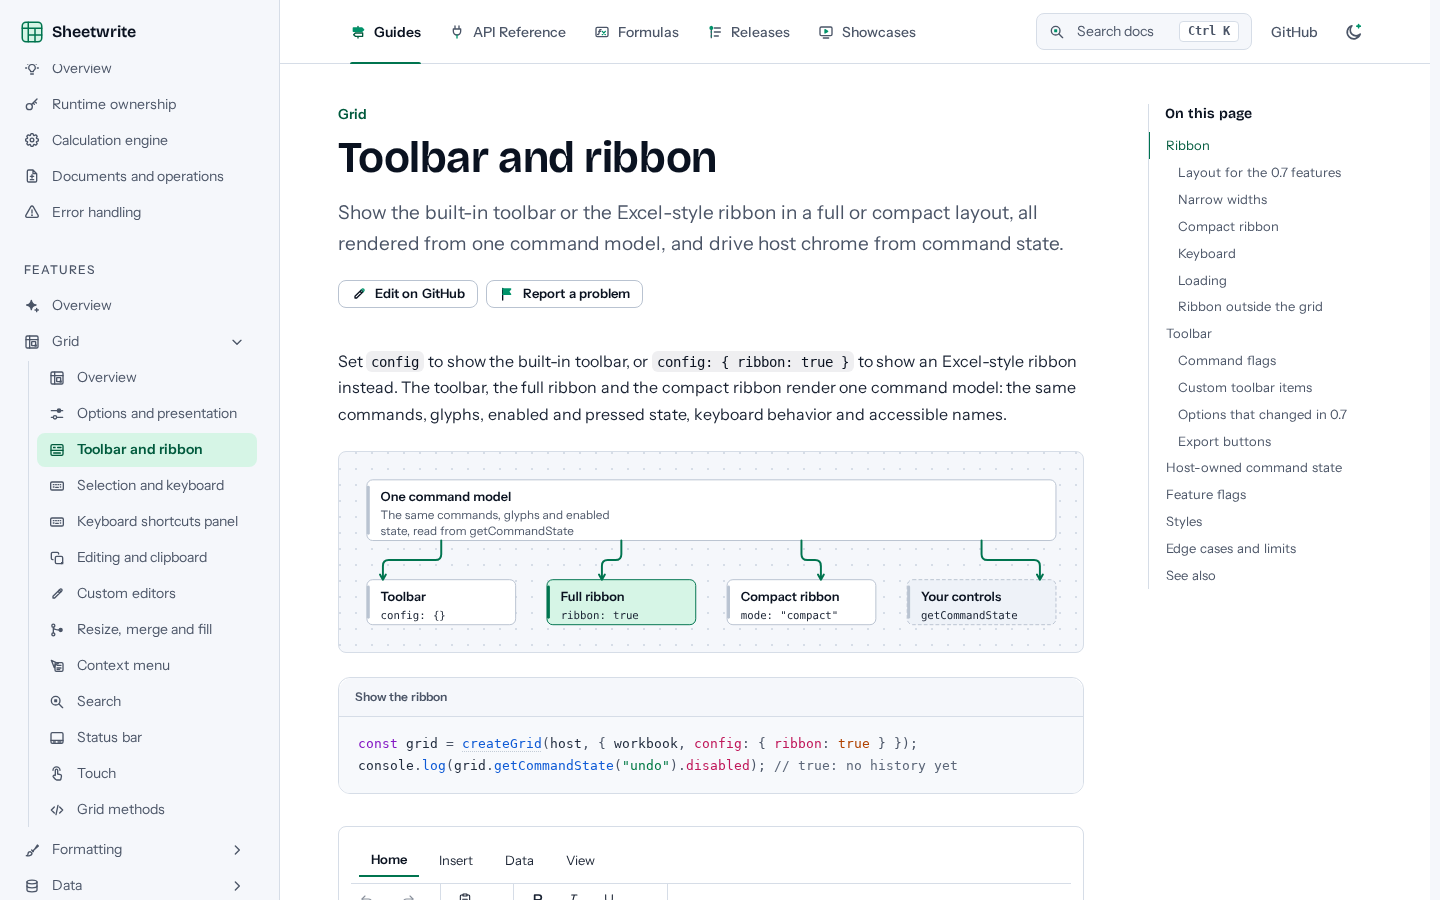 Sheetwrite
Overview
Runtime ownership
Calculation engine
Documents and operations
Error handling
FEATURES
Overview
Grid
Overview
Options and presentation
Toolbar and ribbon
Selection and keyboard
Keyboard shortcuts panel
Editing and clipboard
Custom editors
Resize, merge and fill
Context menu
Search
Status bar
Touch
Grid methods
Formatting
Data
Guides
API Reference
Formulas
Releases
Showcases
Search docs
Ctrl K
GitHub
Grid
Toolbar and ribbon
Show the built-in toolbar or the Excel-style ribbon in a full or compact layout, all
rendered from one command model, and drive host chrome from command state.
Edit on GitHub
Report a problem
Set config to show the built-in toolbar, or config: { ribbon: true } to show an Excel-style ribbon
instead. The toolbar, the full ribbon and the compact ribbon render one command model: the same
commands, glyphs, enabled and pressed state, keyboard behavior and accessible names.
One command model
The same commands, glyphs and enabled
state, read from getCommandState
Toolbar
config: {}
Full ribbon
ribbon: true
Compact ribbon
mode: "compact"
Your controls
getCommandState
Show the ribbon
const grid = createGrid(host, { workbook, config: { ribbon: true } });
console.log(grid.getCommandState("undo").disabled); // true: no history yet
Home
Insert
Data
View
On this page
Ribbon
Layout for the 0.7 features
Narrow widths
Compact ribbon
Keyboard
Loading
Ribbon outside the grid
Toolbar
Command flags
Custom toolbar items
Options that changed in 0.7
Export buttons
Host-owned command state
Feature flags
Styles
Edge cases and limits
See also